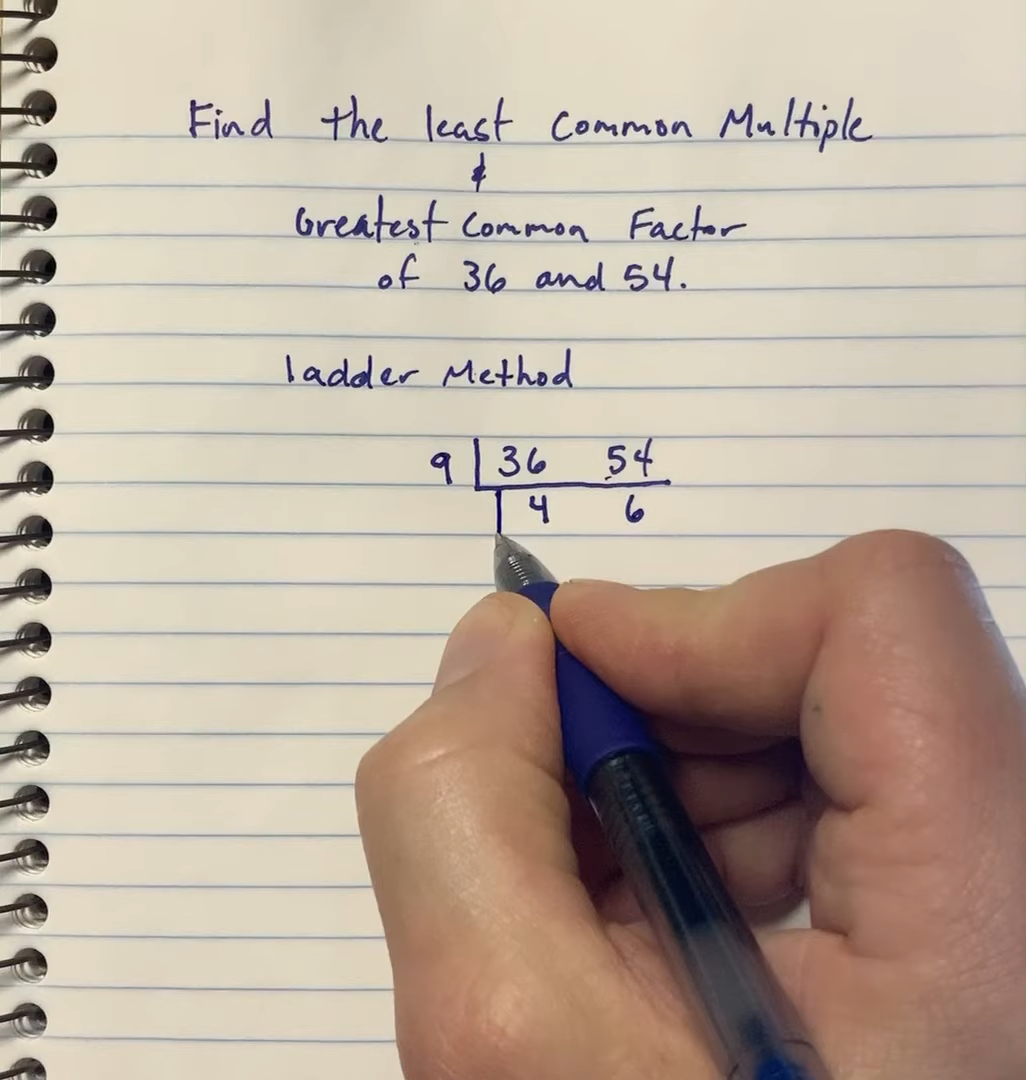 Find the least Common Multiple
&
Greatest Common Factor
of 36 and 54.
ladder Method
9 36 54
4 6